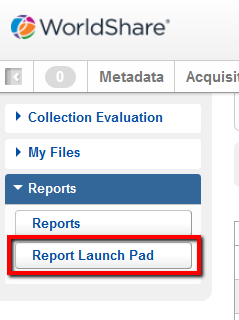 WorldShare®
0 Metadata Acquisit
Collection Evaluation
My Files
Reports
Reports
Report Launch Pad